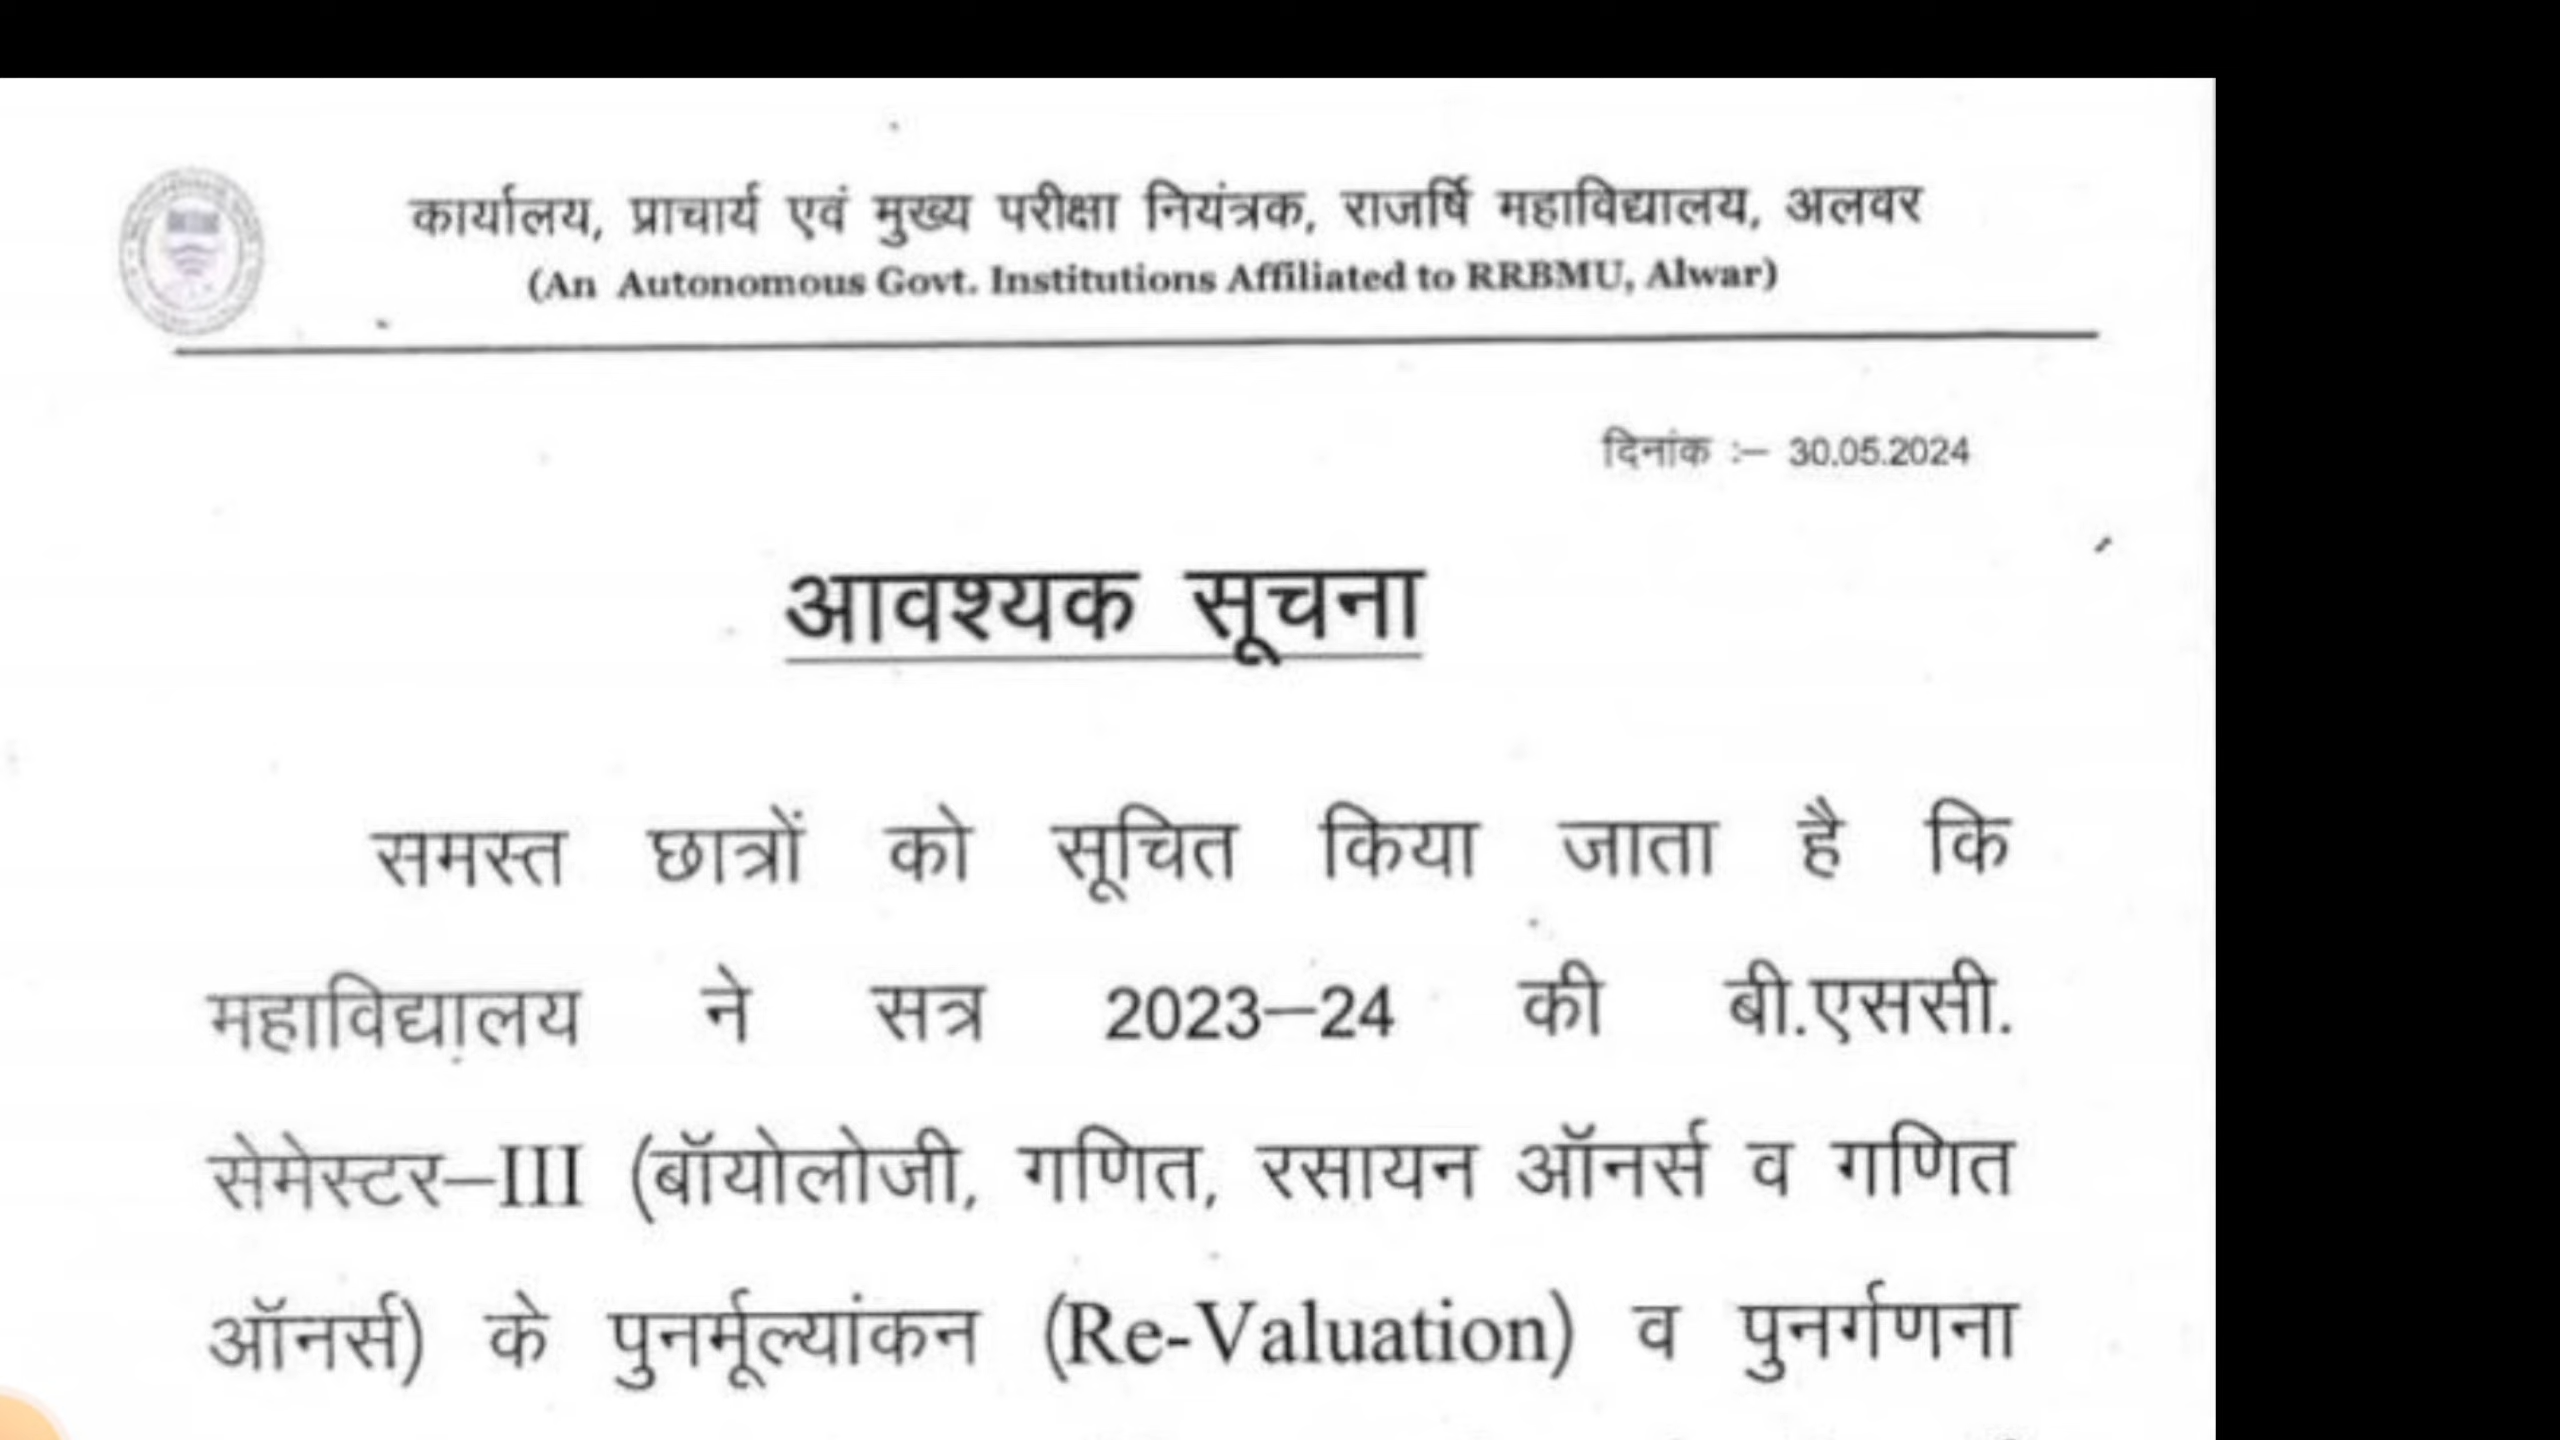 कार्यालय, प्राचार्य एवं मुख्य परीक्षा नियंत्रक, राजर्षि महाविद्यालय, अलवर
(An Autonomous Govt. Institutions Affiliated to RRBMU, Alwar)
दिनांक :– 30.05.2024
आवश्यक सूचना
समस्त छात्रों को सूचित किया जाता है कि
महाविद्यालय ने सत्र 2023–24 की बी.एससी.
सेमेस्टर–III (बॉयोलोजी, गणित, रसायन ऑनर्स व गणित
ऑनर्स) के पुनर्मूल्यांकन (Re-Valuation) व पुनर्गणना